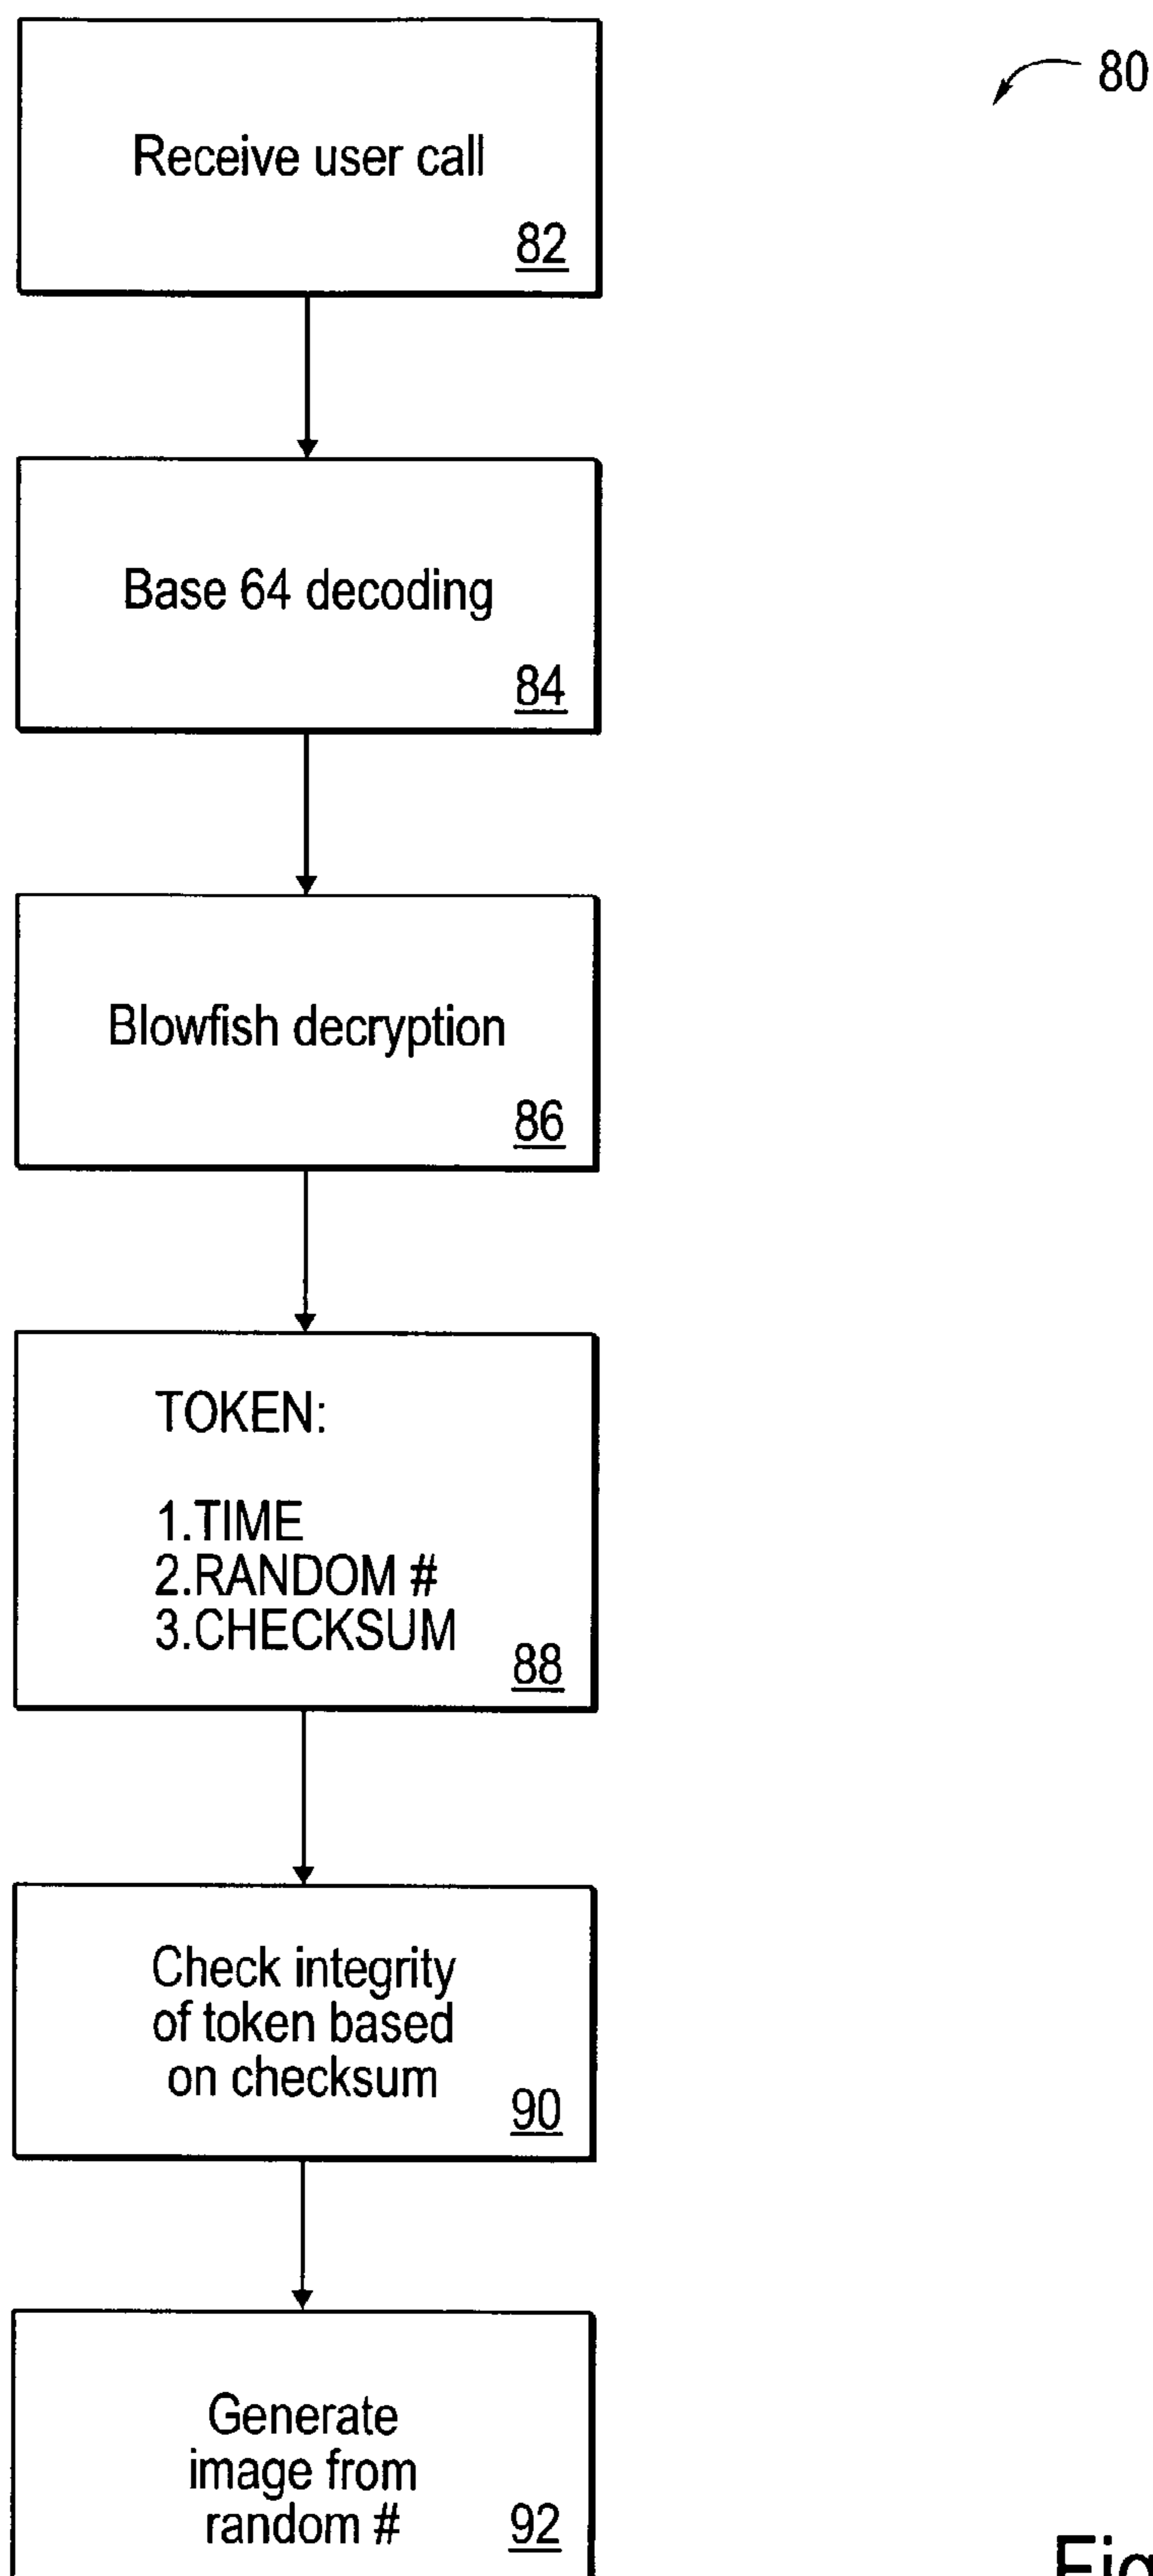 80
Receive user call
82
Base 64 decoding
84
Blowfish decryption
86
TOKEN:
1.TIME
2.RANDOM #
3.CHECKSUM
88
Check integrity
of token based
on checksum
90
Generate
image from
random #
92